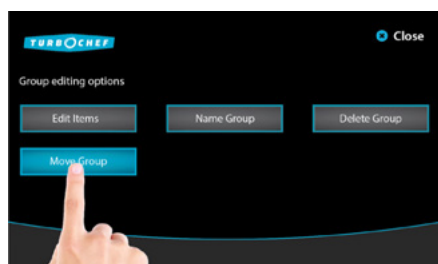 TURBOCHEF
Close
Group editing options
Edit Items
Name Group
Delete Group
Move Group